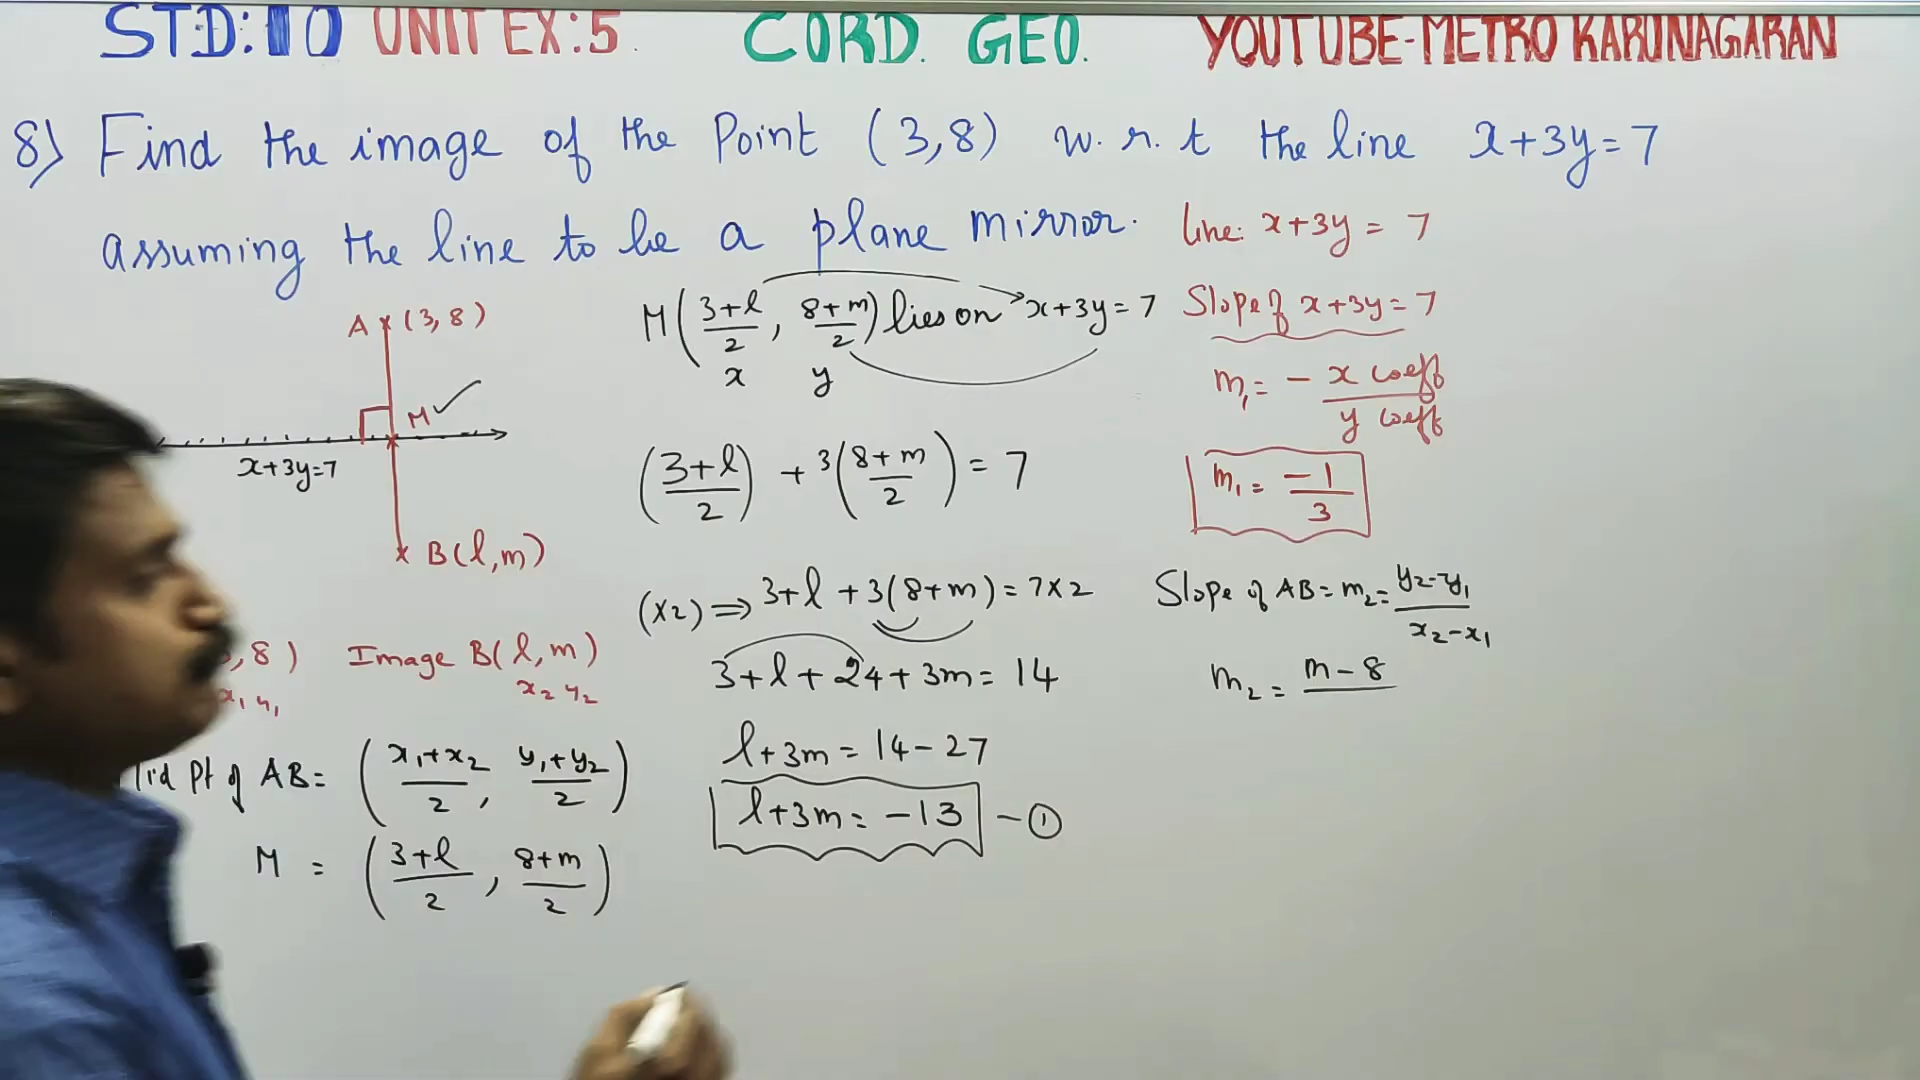 STD:10 UNIT EX:5. CORD. GEO. YOUTUBE-METRO KARUNAGARAN
8) Find the image of the Point (3,8) w.r.t the line x+3y=7
assuming the line to be a plane mirror.
A (3,8)
M ✓
x+3y=7
B(l,m)
,8) Image B(l,m)
x₁ y₁ x₂ y₂
Pt of AB = (x₁+x₂/2, y₁+y₂/2)
M = (3+l/2, 8+m/2)
M(3+l/2, 8+m/2) lies on x+3y=7
x y
(3+l/2) + 3(8+m/2) = 7
(x2) ⇒ 3+l+3(8+m)=7x2
3+l+24+3m=14
l+3m=14-27
l+3m=-13 - ①
line: x+3y=7
Slope of x+3y=7
m₁= - x coeff/y coeff
m₁= -1/3
Slope of AB=m₂= y₂-y₁/x₂-x₁
m₂= m-8